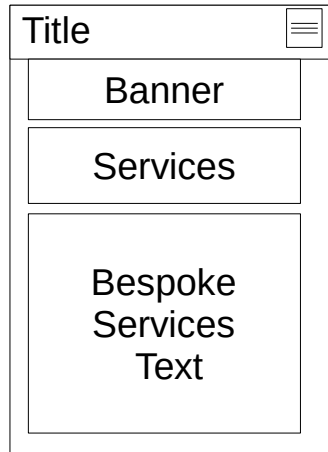 Title
Banner
Services
Bespoke
Services
Text